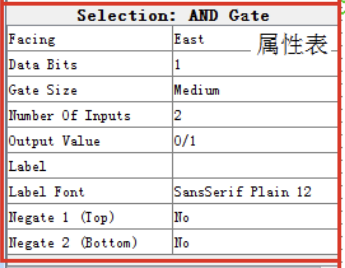 Selection: AND Gate
Facing East
属性表
Data Bits 1
Gate Size Medium
Number Of Inputs 2
Output Value 0/1
Label
Label Font SansSerif Plain 12
Negate 1 (Top) No
Negate 2 (Bottom) No